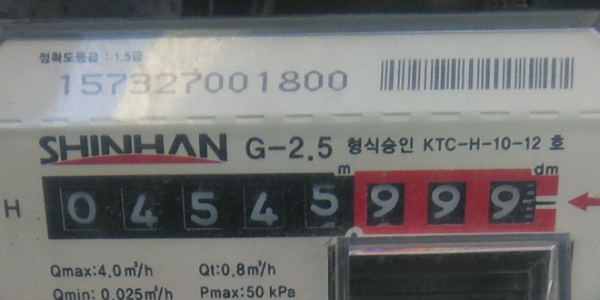 정확도등급 : 1.5급
157327001800
SHINHAN G-2.5 형식승인 KTC-H-10-12 호
m dm
H 04545999
Qmax:4.0㎥/h Qt:0.8㎥/h
Qmin: 0.025㎥/h Pmax:50 kPa